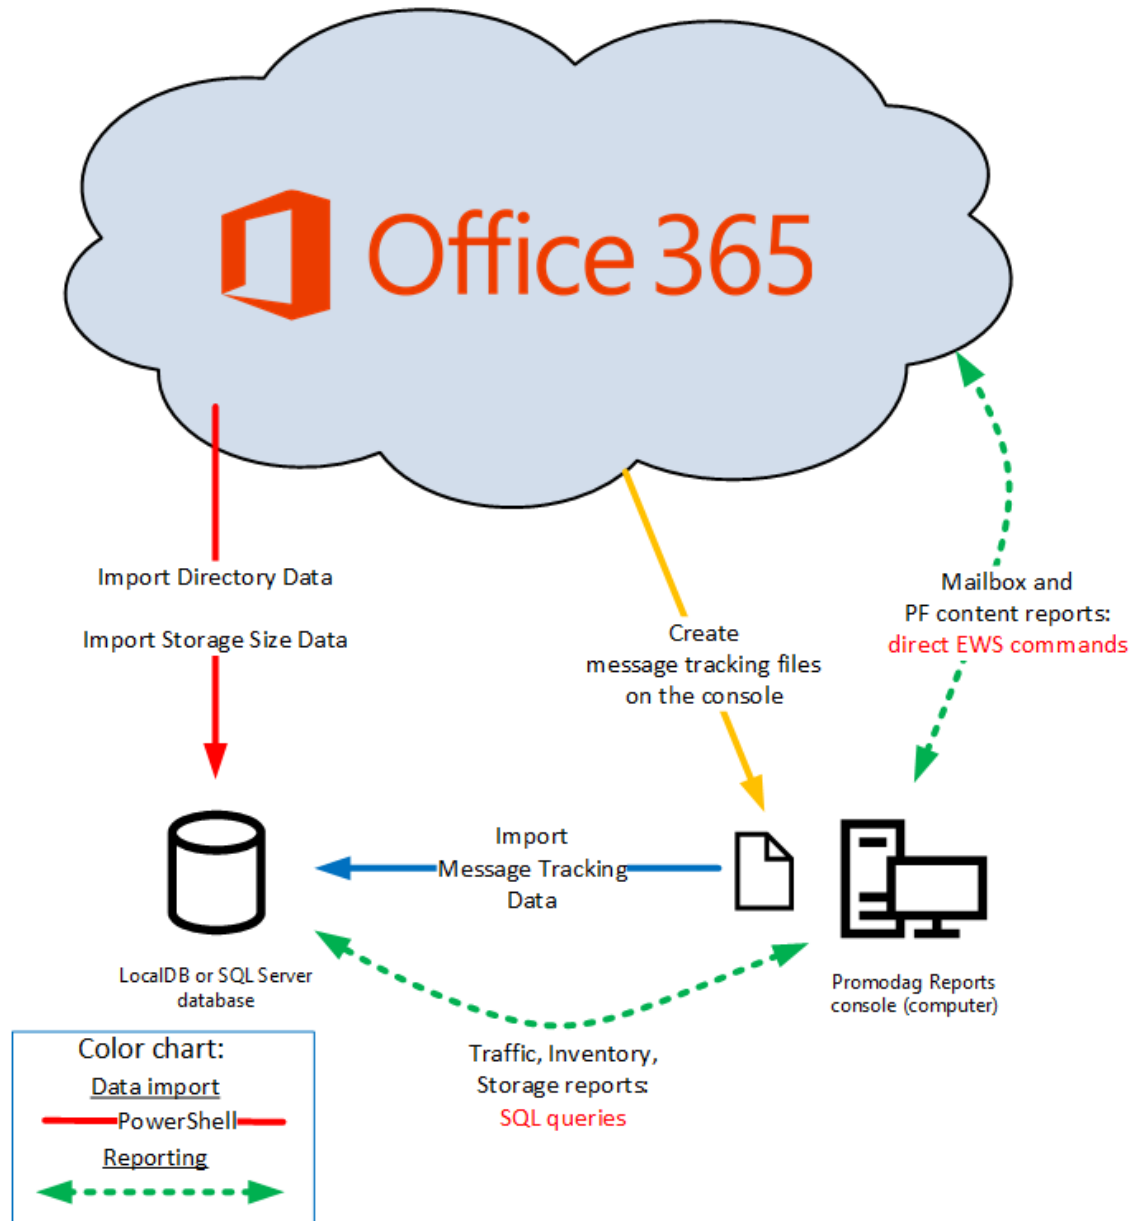 Office 365
Import Directory Data
Import Storage Size Data
Create
message tracking files
on the console
Mailbox and
PF content reports:
direct EWS commands
Import
Message Tracking
Data
LocalDB or SQL Server
database
Promodag Reports
console (computer)
Traffic, Inventory,
Storage reports:
SQL queries
Color chart:
Data import
PowerShell
Reporting